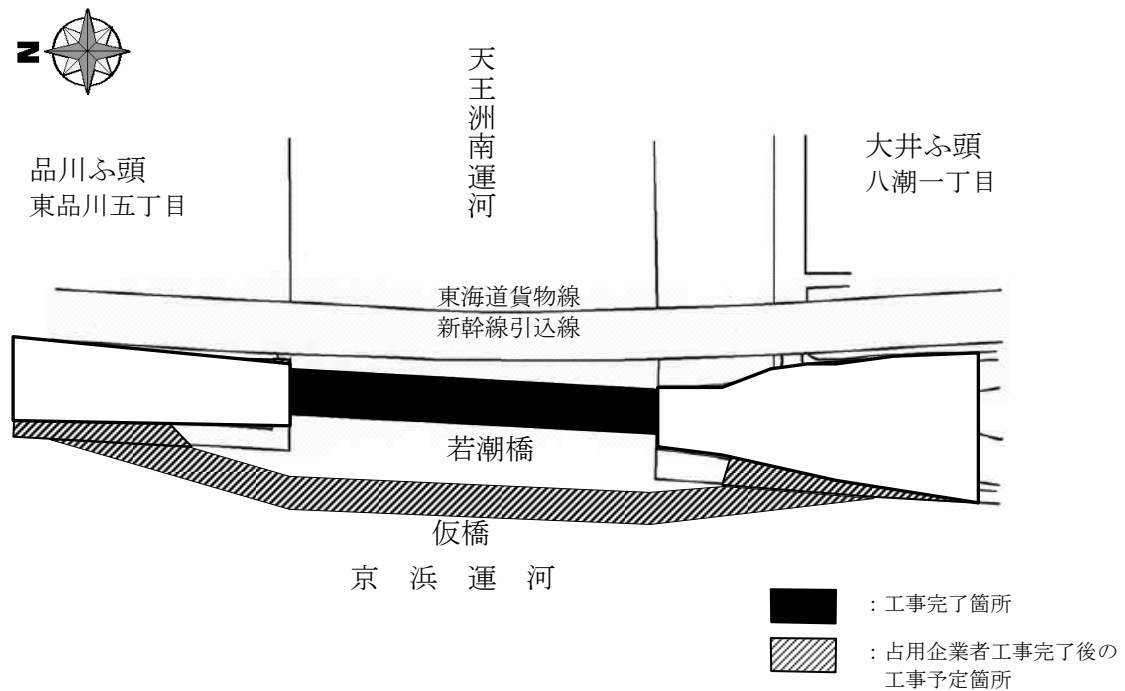 N
天王洲南運河
品川ふ頭
東品川五丁目
大井ふ頭
八潮一丁目
東海道貨物線
新幹線引込線
若潮橋
仮橋
京浜運河
：工事完了箇所
：占用企業者工事完了後の
工事予定箇所